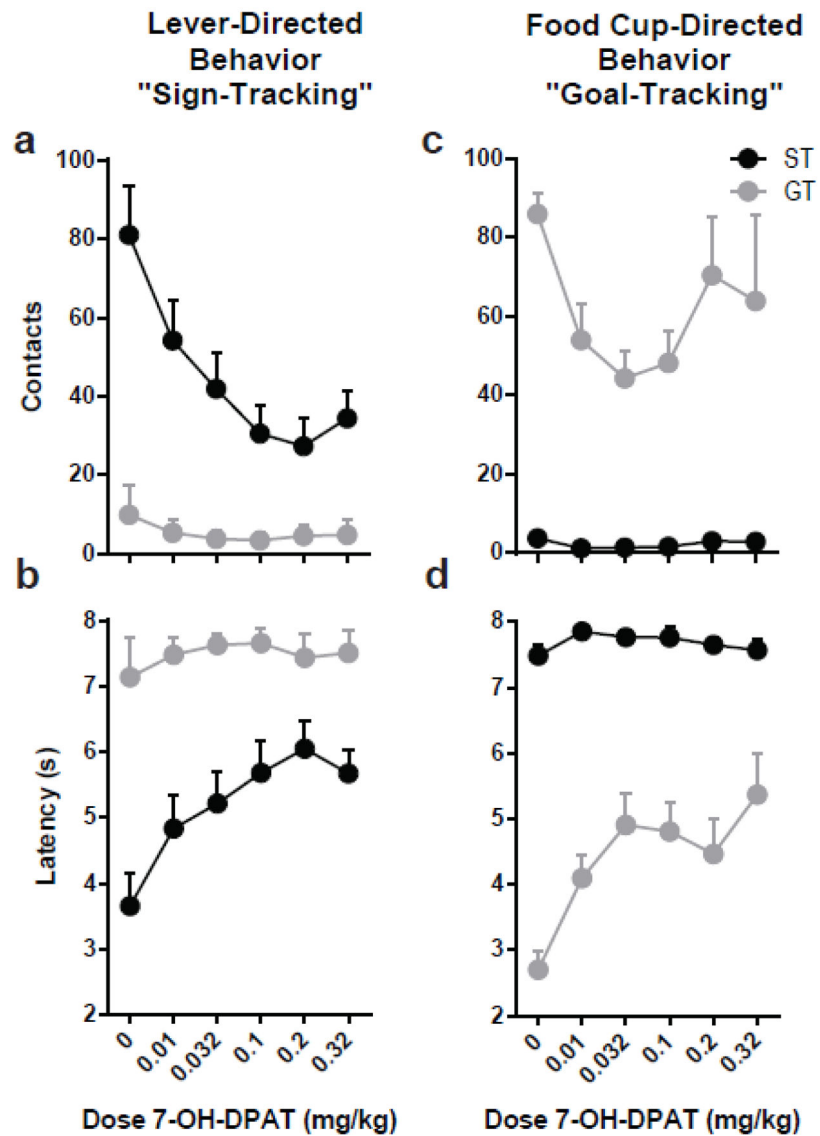 Lever-Directed
Behavior
"Sign-Tracking"
Food Cup-Directed
Behavior
"Goal-Tracking"
a
100
80
60
40
20
0
Contacts
c
100
80
60
40
20
0
ST
GT
b
8
7
6
5
4
3
2
Latency (s)
0
0.01
0.032
0.1
0.2
0.32
Dose 7-OH-DPAT (mg/kg)
d
8
7
6
5
4
3
2
0
0.01
0.032
0.1
0.2
0.32
Dose 7-OH-DPAT (mg/kg)